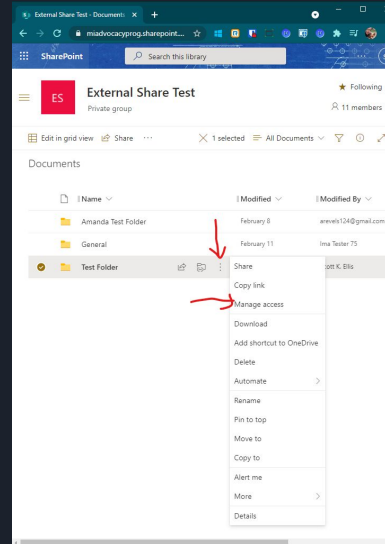 External Share Test - Documents
miadvocacyprog.sharepoint...
SharePoint
Search this library
ES
External Share Test
Private group
Following
11 members
Edit in grid view
Share
1 selected
All Documents
Documents
Name
Modified
Modified By
Amanda Test Folder
February 8
arevels124@gmail.com
General
February 11
Ima Tester 75
Test Folder
ott K. Ellis
Share
Copy link
Manage access
Download
Add shortcut to OneDrive
Delete
Automate
Rename
Pin to top
Move to
Copy to
Alert me
More
Details